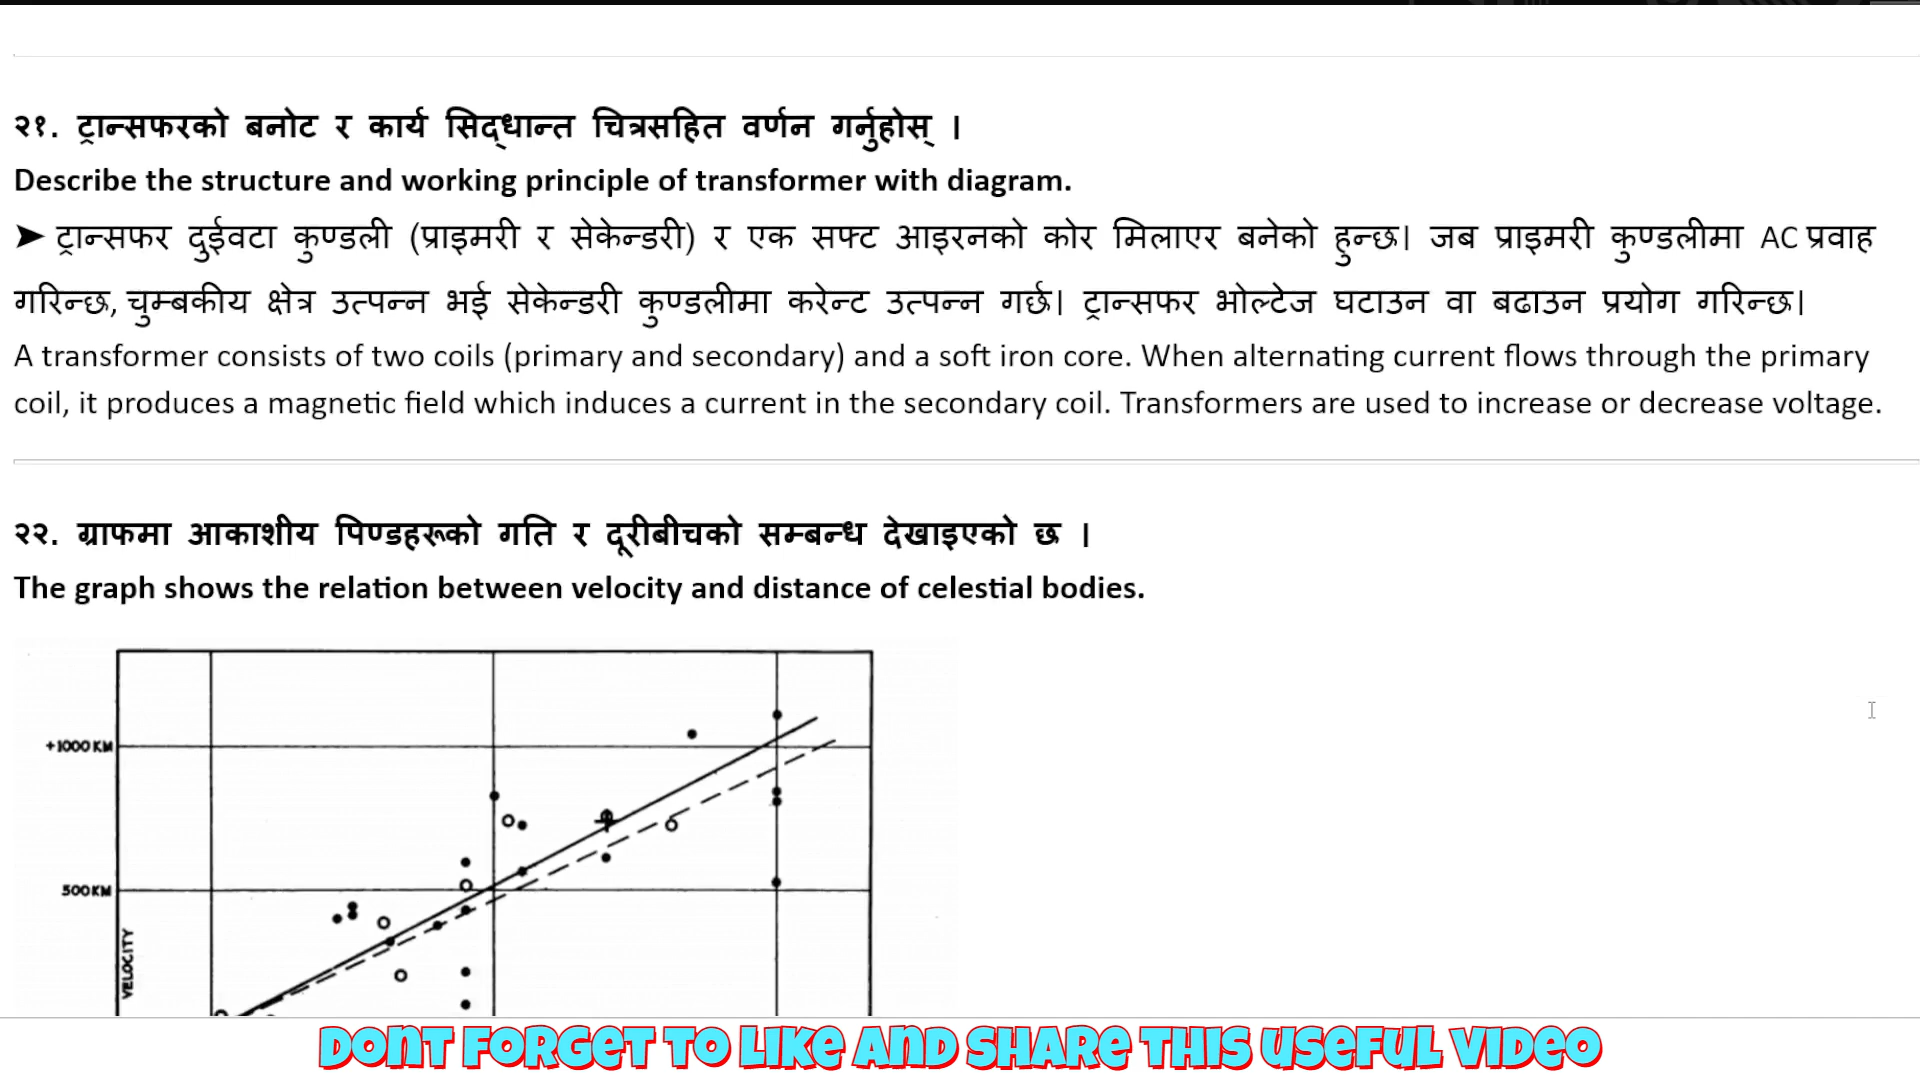 २१. ट्रान्सफरको बनोट र कार्य सिद्धान्त चित्रसहित वर्णन गर्नुहोस् ।
Describe the structure and working principle of transformer with diagram.
➤ ट्रान्सफर दुईवटा कुण्डली (प्राइमरी र सेकेन्डरी) र एक सफ्ट आइरनको कोर मिलाएर बनेको हुन्छ। जब प्राइमरी कुण्डलीमा AC प्रवाह
गरिन्छ, चुम्बकीय क्षेत्र उत्पन्न भई सेकेन्डरी कुण्डलीमा करेन्ट उत्पन्न गर्छ। ट्रान्सफर भोल्टेज घटाउन वा बढाउन प्रयोग गरिन्छ।
A transformer consists of two coils (primary and secondary) and a soft iron core. When alternating current flows through the primary
coil, it produces a magnetic field which induces a current in the secondary coil. Transformers are used to increase or decrease voltage.
२२. ग्राफमा आकाशीय पिण्डहरूको गति र दूरीबीचको सम्बन्ध देखाइएको छ ।
The graph shows the relation between velocity and distance of celestial bodies.
+1000 KM
500 KM
VELOCITY
DONT FORGET TO LIKE AND SHARE THIS USEFUL VIDEO